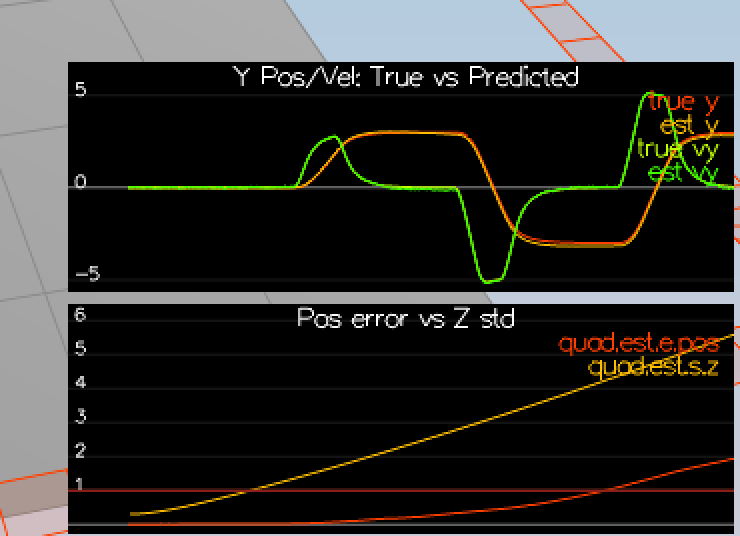 Y Pos/Vel: True vs Predicted
5
true y
est y
true vy
est vy
0
−5
Pos error vs Z std
6
quad.est.e.pos
5
quad.est.s.z
4
3
2
1